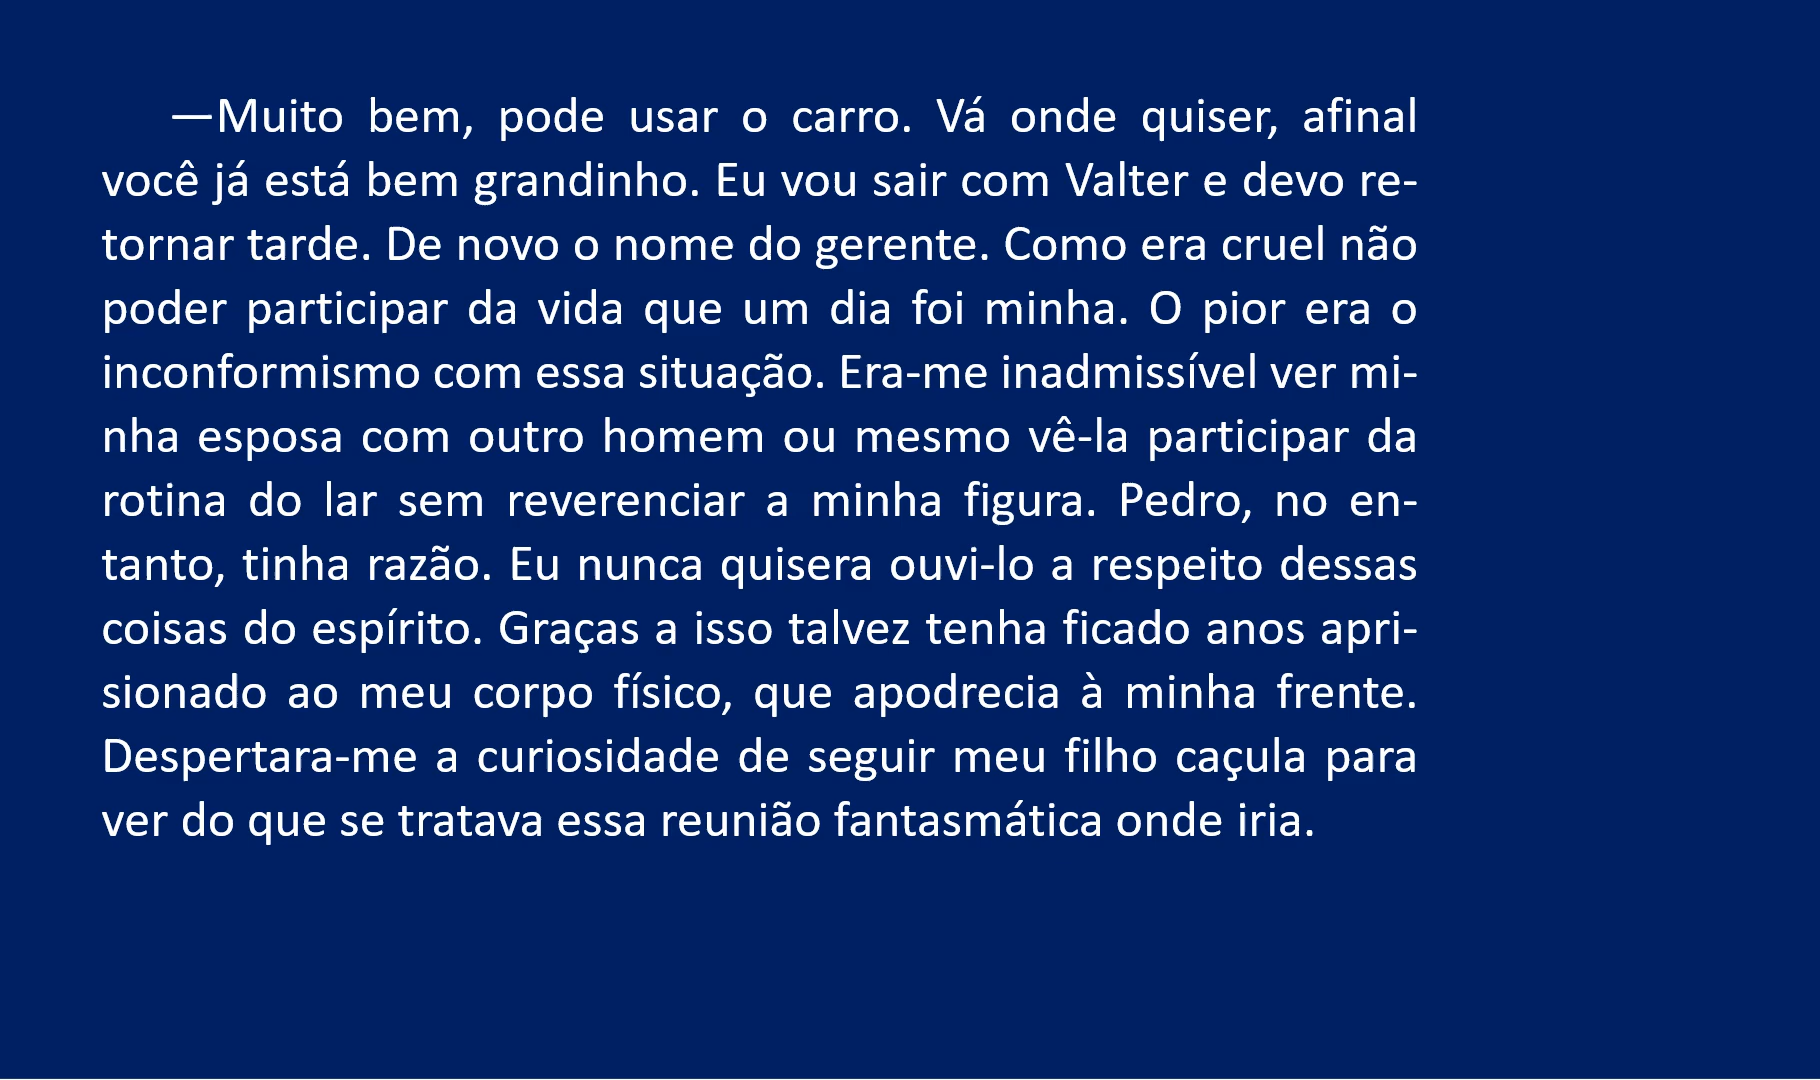 —Muito bem, pode usar o carro. Vá onde quiser, afinal
você já está bem grandinho. Eu vou sair com Valter e devo re-
tornar tarde. De novo o nome do gerente. Como era cruel não
poder participar da vida que um dia foi minha. O pior era o
inconformismo com essa situação. Era-me inadmissível ver mi-
nha esposa com outro homem ou mesmo vê-la participar da
rotina do lar sem reverenciar a minha figura. Pedro, no en-
tanto, tinha razão. Eu nunca quisera ouvi-lo a respeito dessas
coisas do espírito. Graças a isso talvez tenha ficado anos apri-
sionado ao meu corpo físico, que apodrecia à minha frente.
Despertara-me a curiosidade de seguir meu filho caçula para
ver do que se tratava essa reunião fantasmática onde iria.